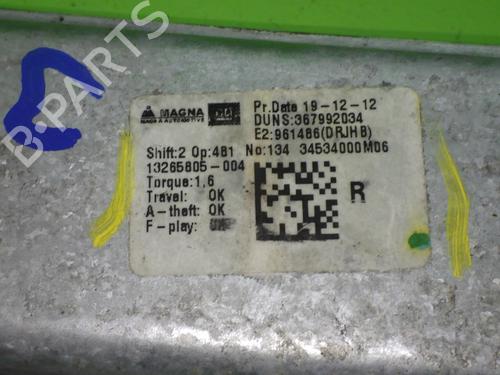 B-PARTS
MAGNA
Pr.Date 19-12-12
DUNS:367992034
E2:961486(DRJHB)
Shift:2 Op:481 No:134 34534000M06
13265805-004
Torque:1,6
Travel: OK
A-theft: OK
F-play: OK
R